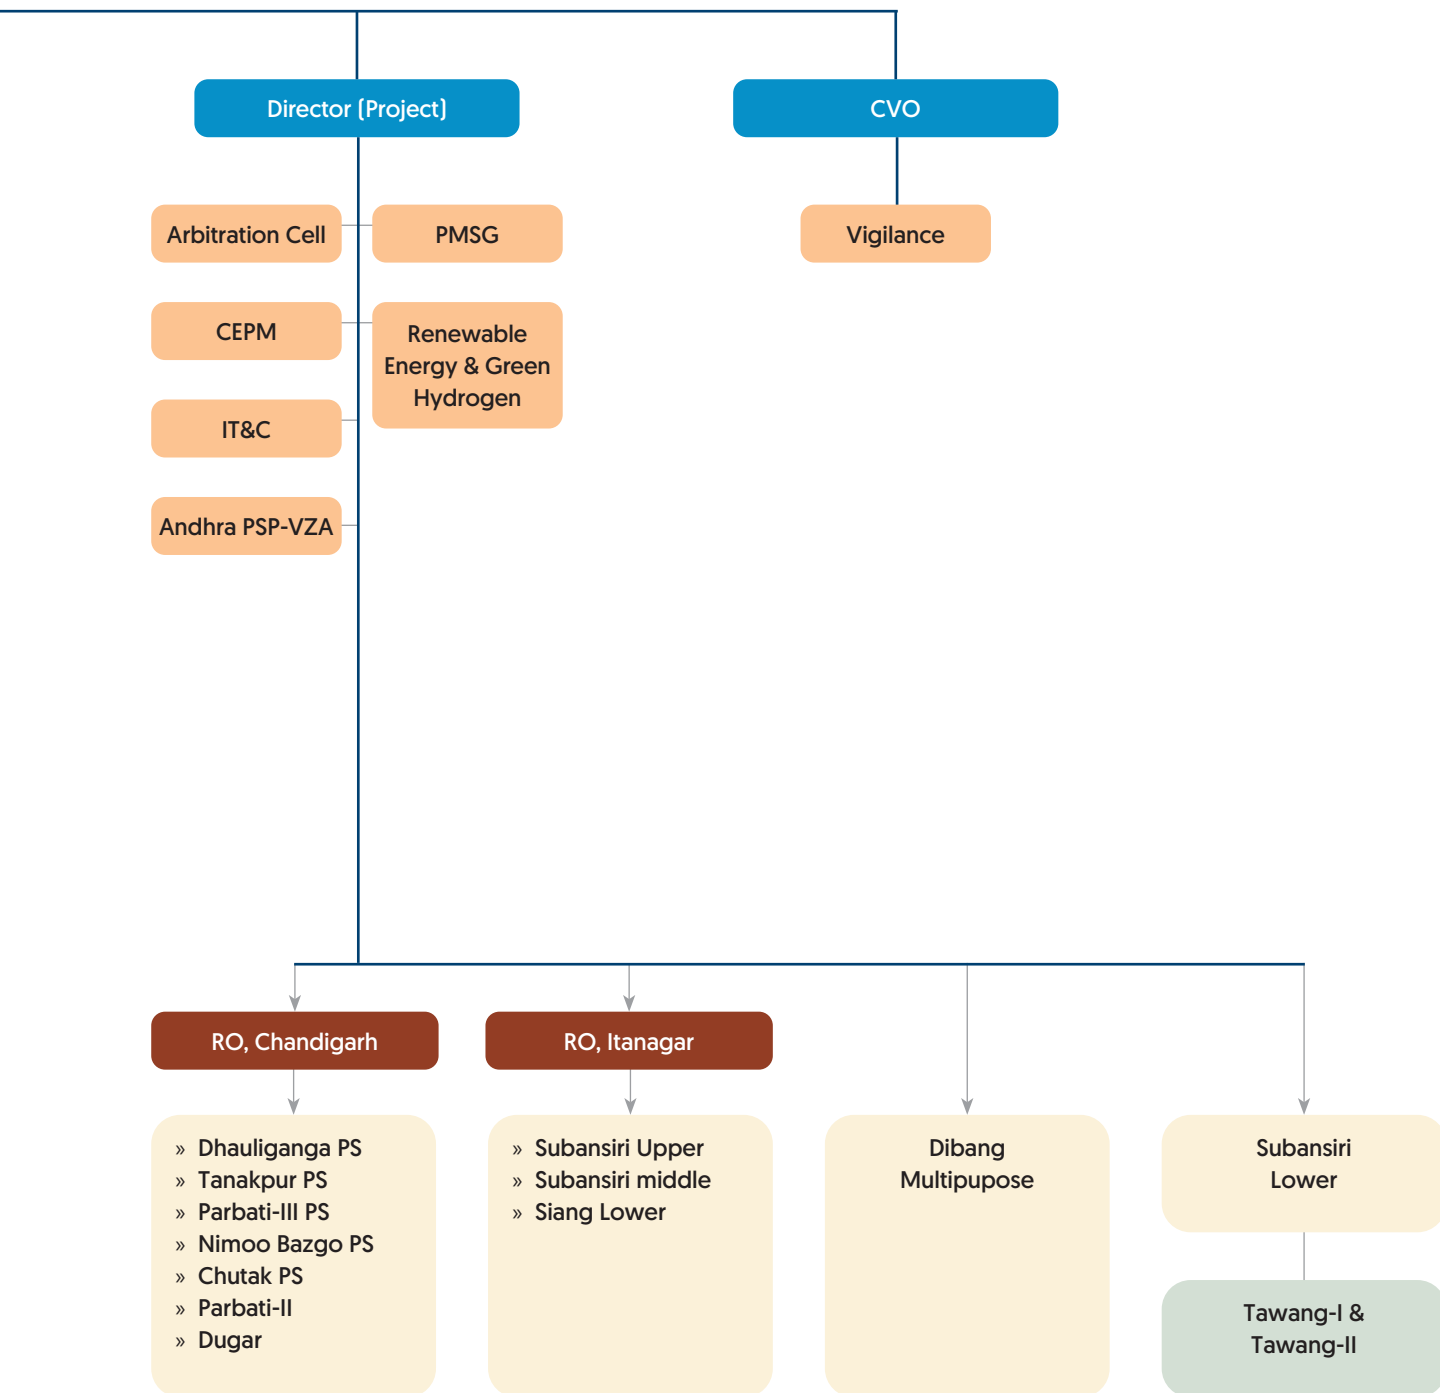 Director (Project)
CVO
Arbitration Cell
PMSG
Vigilance
CEPM
Renewable
Energy & Green
Hydrogen
IT&C
Andhra PSP-VZA
RO, Chandigarh
RO, Itanagar
» Dhauliganga PS
» Tanakpur PS
» Parbati-III PS
» Nimoo Bazgo PS
» Chutak PS
» Parbati-II
» Dugar
» Subansiri Upper
» Subansiri middle
» Siang Lower
Dibang
Multipupose
Subansiri
Lower
Tawang-I &
Tawang-II